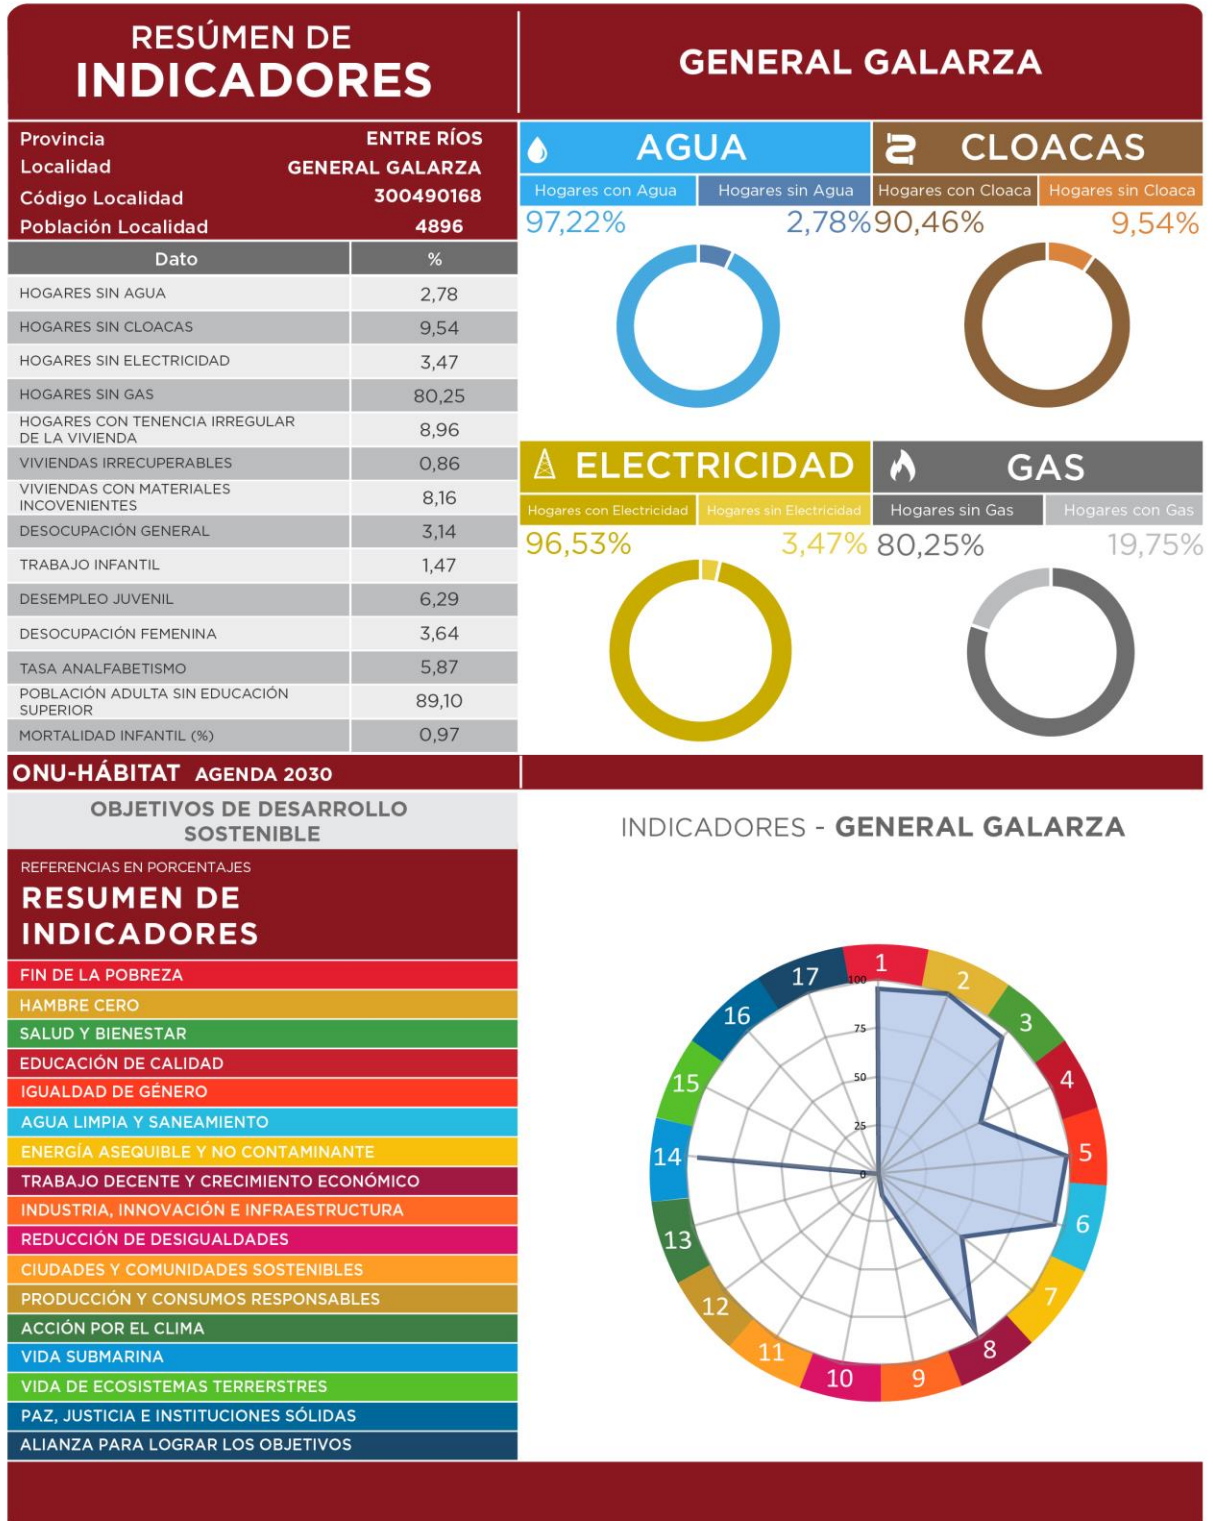 RESÚMEN DE
INDICADORES
GENERAL GALARZA
Provincia ENTRE RÍOS
Localidad GENERAL GALARZA
Código Localidad 300490168
Población Localidad 4896
Dato %
HOGARES SIN AGUA 2,78
HOGARES SIN CLOACAS 9,54
HOGARES SIN ELECTRICIDAD 3,47
HOGARES SIN GAS 80,25
HOGARES CON TENENCIA IRREGULAR
DE LA VIVIENDA 8,96
VIVIENDAS IRRECUPERABLES 0,86
VIVIENDAS CON MATERIALES
INCOVENIENTES 8,16
DESOCUPACIÓN GENERAL 3,14
TRABAJO INFANTIL 1,47
DESEMPLEO JUVENIL 6,29
DESOCUPACIÓN FEMENINA 3,64
TASA ANALFABETISMO 5,87
POBLACIÓN ADULTA SIN EDUCACIÓN
SUPERIOR 89,10
MORTALIDAD INFANTIL (%) 0,97
AGUA
Hogares con Agua Hogares sin Agua
97,22% 2,78%
CLOACAS
Hogares con Cloaca Hogares sin Cloaca
90,46% 9,54%
ELECTRICIDAD
Hogares con Electricidad Hogares sin Electricidad
96,53% 3,47%
GAS
Hogares sin Gas Hogares con Gas
80,25% 19,75%
ONU-HÁBITAT AGENDA 2030
OBJETIVOS DE DESARROLLO
SOSTENIBLE
REFERENCIAS EN PORCENTAJES
RESUMEN DE
INDICADORES
FIN DE LA POBREZA
HAMBRE CERO
SALUD Y BIENESTAR
EDUCACIÓN DE CALIDAD
IGUALDAD DE GÉNERO
AGUA LIMPIA Y SANEAMIENTO
ENERGÍA ASEQUIBLE Y NO CONTAMINANTE
TRABAJO DECENTE Y CRECIMIENTO ECONÓMICO
INDUSTRIA, INNOVACIÓN E INFRAESTRUCTURA
REDUCCIÓN DE DESIGUALDADES
CIUDADES Y COMUNIDADES SOSTENIBLES
PRODUCCIÓN Y CONSUMOS RESPONSABLES
ACCIÓN POR EL CLIMA
VIDA SUBMARINA
VIDA DE ECOSISTEMAS TERRERSTRES
PAZ, JUSTICIA E INSTITUCIONES SÓLIDAS
ALIANZA PARA LOGRAR LOS OBJETIVOS
INDICADORES - GENERAL GALARZA
1
2
3
4
5
6
7
8
9
10
11
12
13
14
15
16
17
100
75
50
25
0